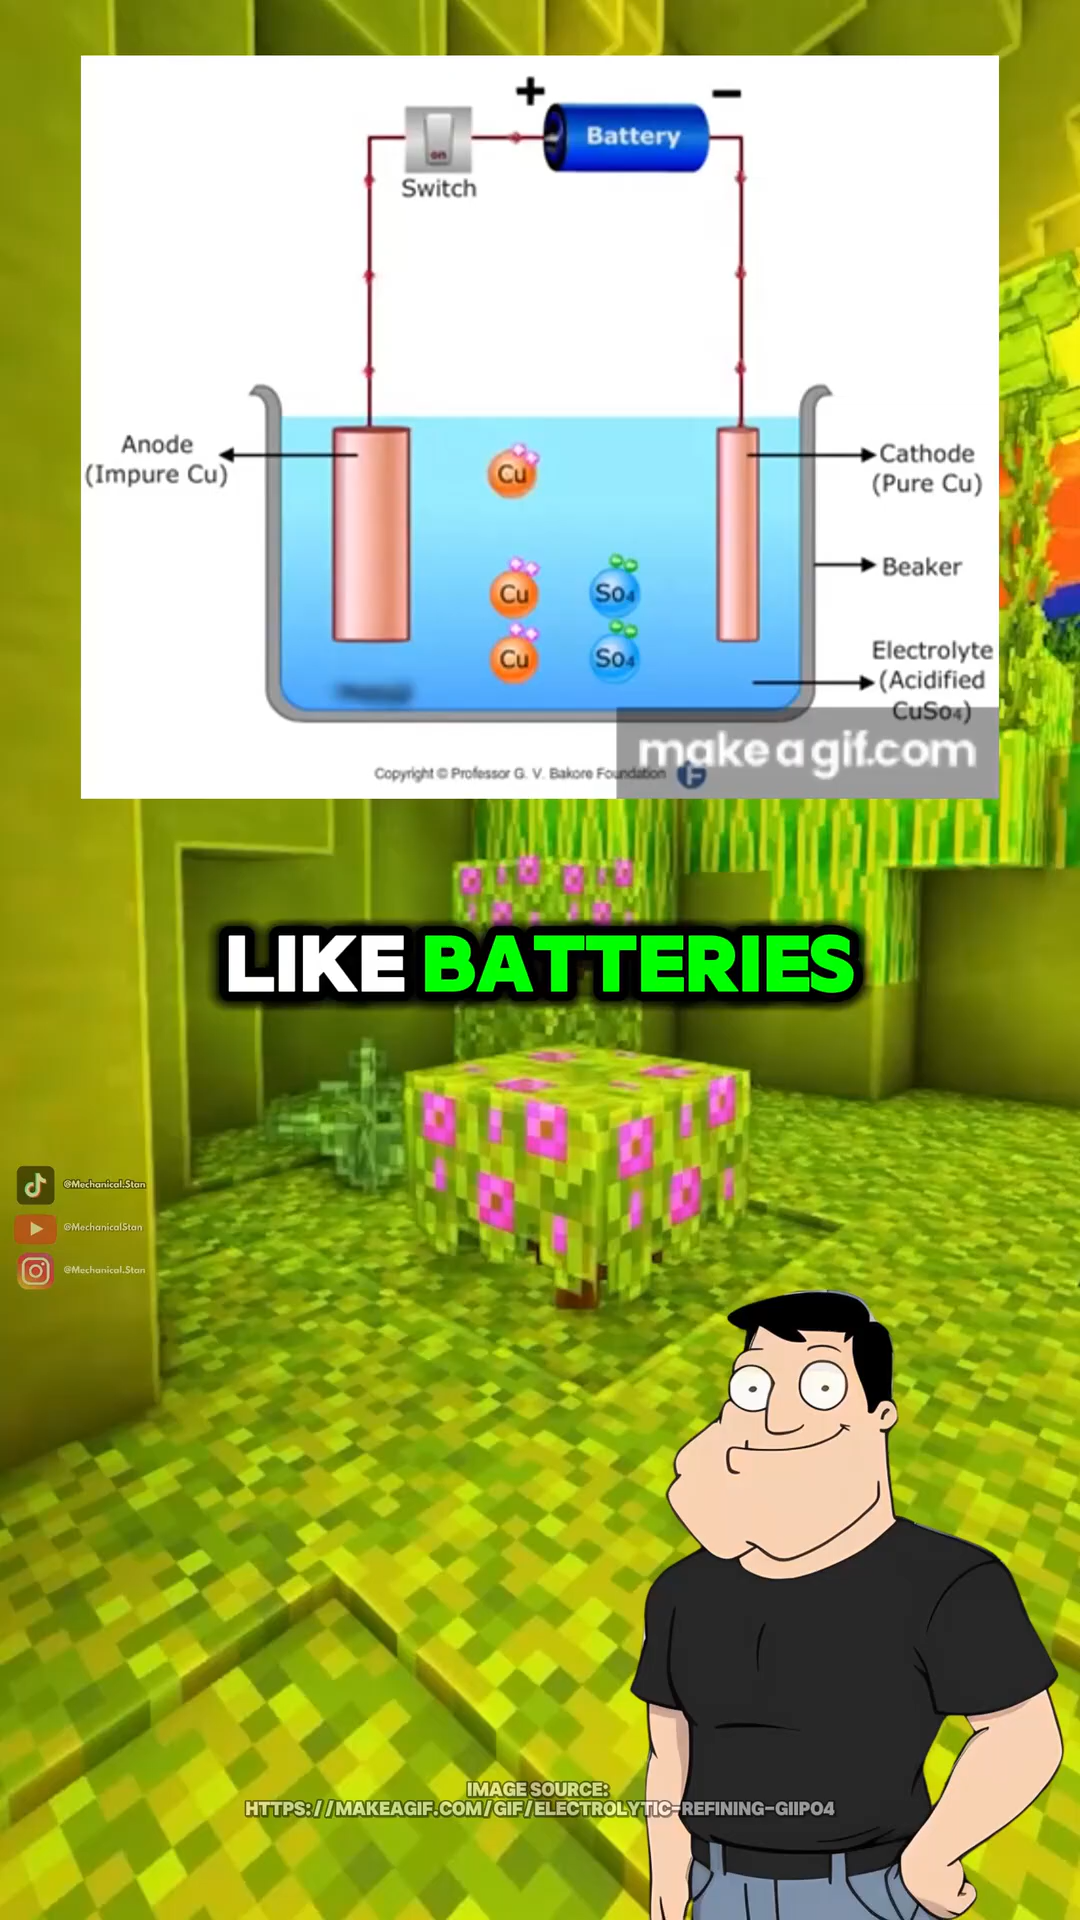 +
−
Battery
on
Switch
Anode
(Impure Cu)
Cu
Cathode
(Pure Cu)
Beaker
Cu
So₄
Cu
So₄
Electrolyte
(Acidified
CuSo₄)
makeagif.com
Copyright © Professor G. V. Bakore Foundation
LIKE BATTERIES
@Mechanical.Stan
@MechanicalStan
@Mechanical.Stan
IMAGE SOURCE:
HTTPS://MAKEAGIF.COM/GIF/ELECTROLYTIC-REFINING-GIIPO4